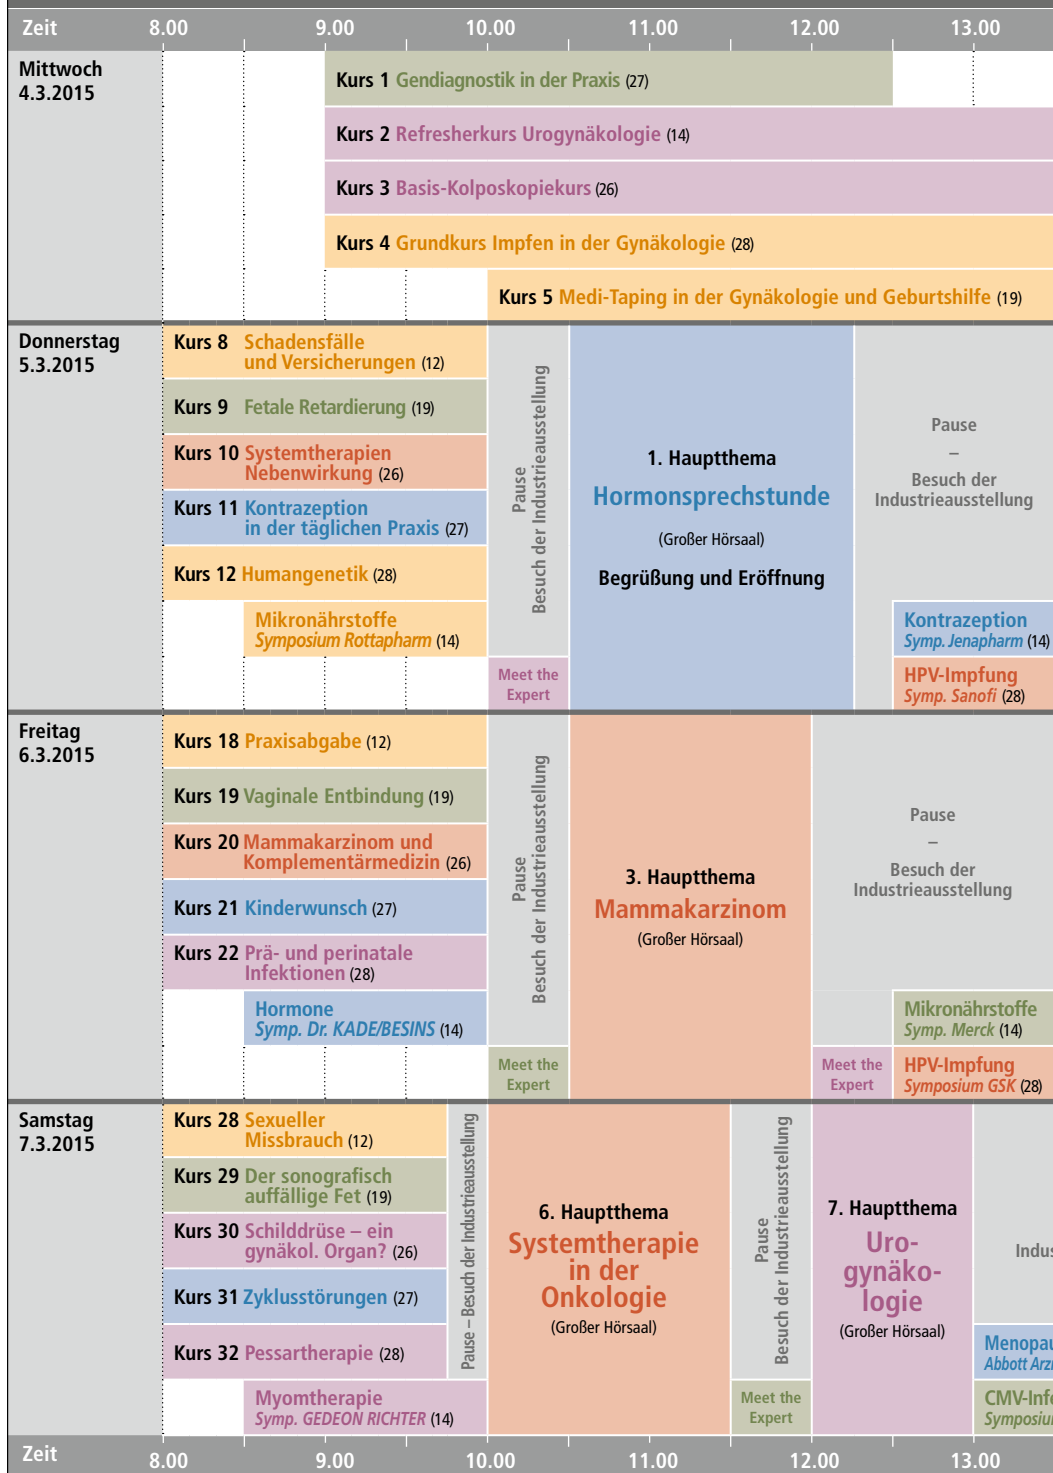 Zeit 8.00 9.00 10.00 11.00 12.00 13.00
Mittwoch
4.3.2015
Kurs 1 Gendiagnostik in der Praxis (27)
Kurs 2 Refresherkurs Urogynäkologie (14)
Kurs 3 Basis-Kolposkopiekurs (26)
Kurs 4 Grundkurs Impfen in der Gynäkologie (28)
Kurs 5 Medi-Taping in der Gynäkologie und Geburtshilfe (19)
Donnerstag
5.3.2015
Kurs 8 Schadensfälle
und Versicherungen (12)
Kurs 9 Fetale Retardierung (19)
Kurs 10 Systemtherapien
Nebenwirkung (26)
Kurs 11 Kontrazeption
in der täglichen Praxis (27)
Kurs 12 Humangenetik (28)
Mikronährstoffe
Symposium Rottapharm (14)
Pause
Besuch der Industrieausstellung
Meet the
Expert
1. Hauptthema
Hormonsprechstunde
(Großer Hörsaal)
Begrüßung und Eröffnung
Pause
–
Besuch der
Industrieausstellung
Kontrazeption
Symp. Jenapharm (14)
HPV-Impfung
Symp. Sanofi (28)
Freitag
6.3.2015
Kurs 18 Praxisabgabe (12)
Kurs 19 Vaginale Entbindung (19)
Kurs 20 Mammakarzinom und
Komplementärmedizin (26)
Kurs 21 Kinderwunsch (27)
Kurs 22 Prä- und perinatale
Infektionen (28)
Hormone
Symp. Dr. KADE/BESINS (14)
Pause
Besuch der Industrieausstellung
Meet the
Expert
3. Hauptthema
Mammakarzinom
(Großer Hörsaal)
Pause
–
Besuch der
Industrieausstellung
Meet the
Expert
Mikronährstoffe
Symp. Merck (14)
HPV-Impfung
Symposium GSK (28)
Samstag
7.3.2015
Kurs 28 Sexueller
Missbrauch (12)
Kurs 29 Der sonografisch
auffällige Fet (19)
Kurs 30 Schilddrüse – ein
gynäkol. Organ? (26)
Kurs 31 Zyklusstörungen (27)
Kurs 32 Pessartherapie (28)
Myomtherapie
Symp. GEDEON RICHTER (14)
Pause – Besuch der Industrieausstellung
6. Hauptthema
Systemtherapie
in der
Onkologie
(Großer Hörsaal)
Pause
Besuch der Industrieausstellung
Meet the
Expert
7. Hauptthema
Uro-
gynäko-
logie
(Großer Hörsaal)
Indus
Menopau
Abbott Arz
CMV-Infe
Symposiu
Zeit 8.00 9.00 10.00 11.00 12.00 13.00